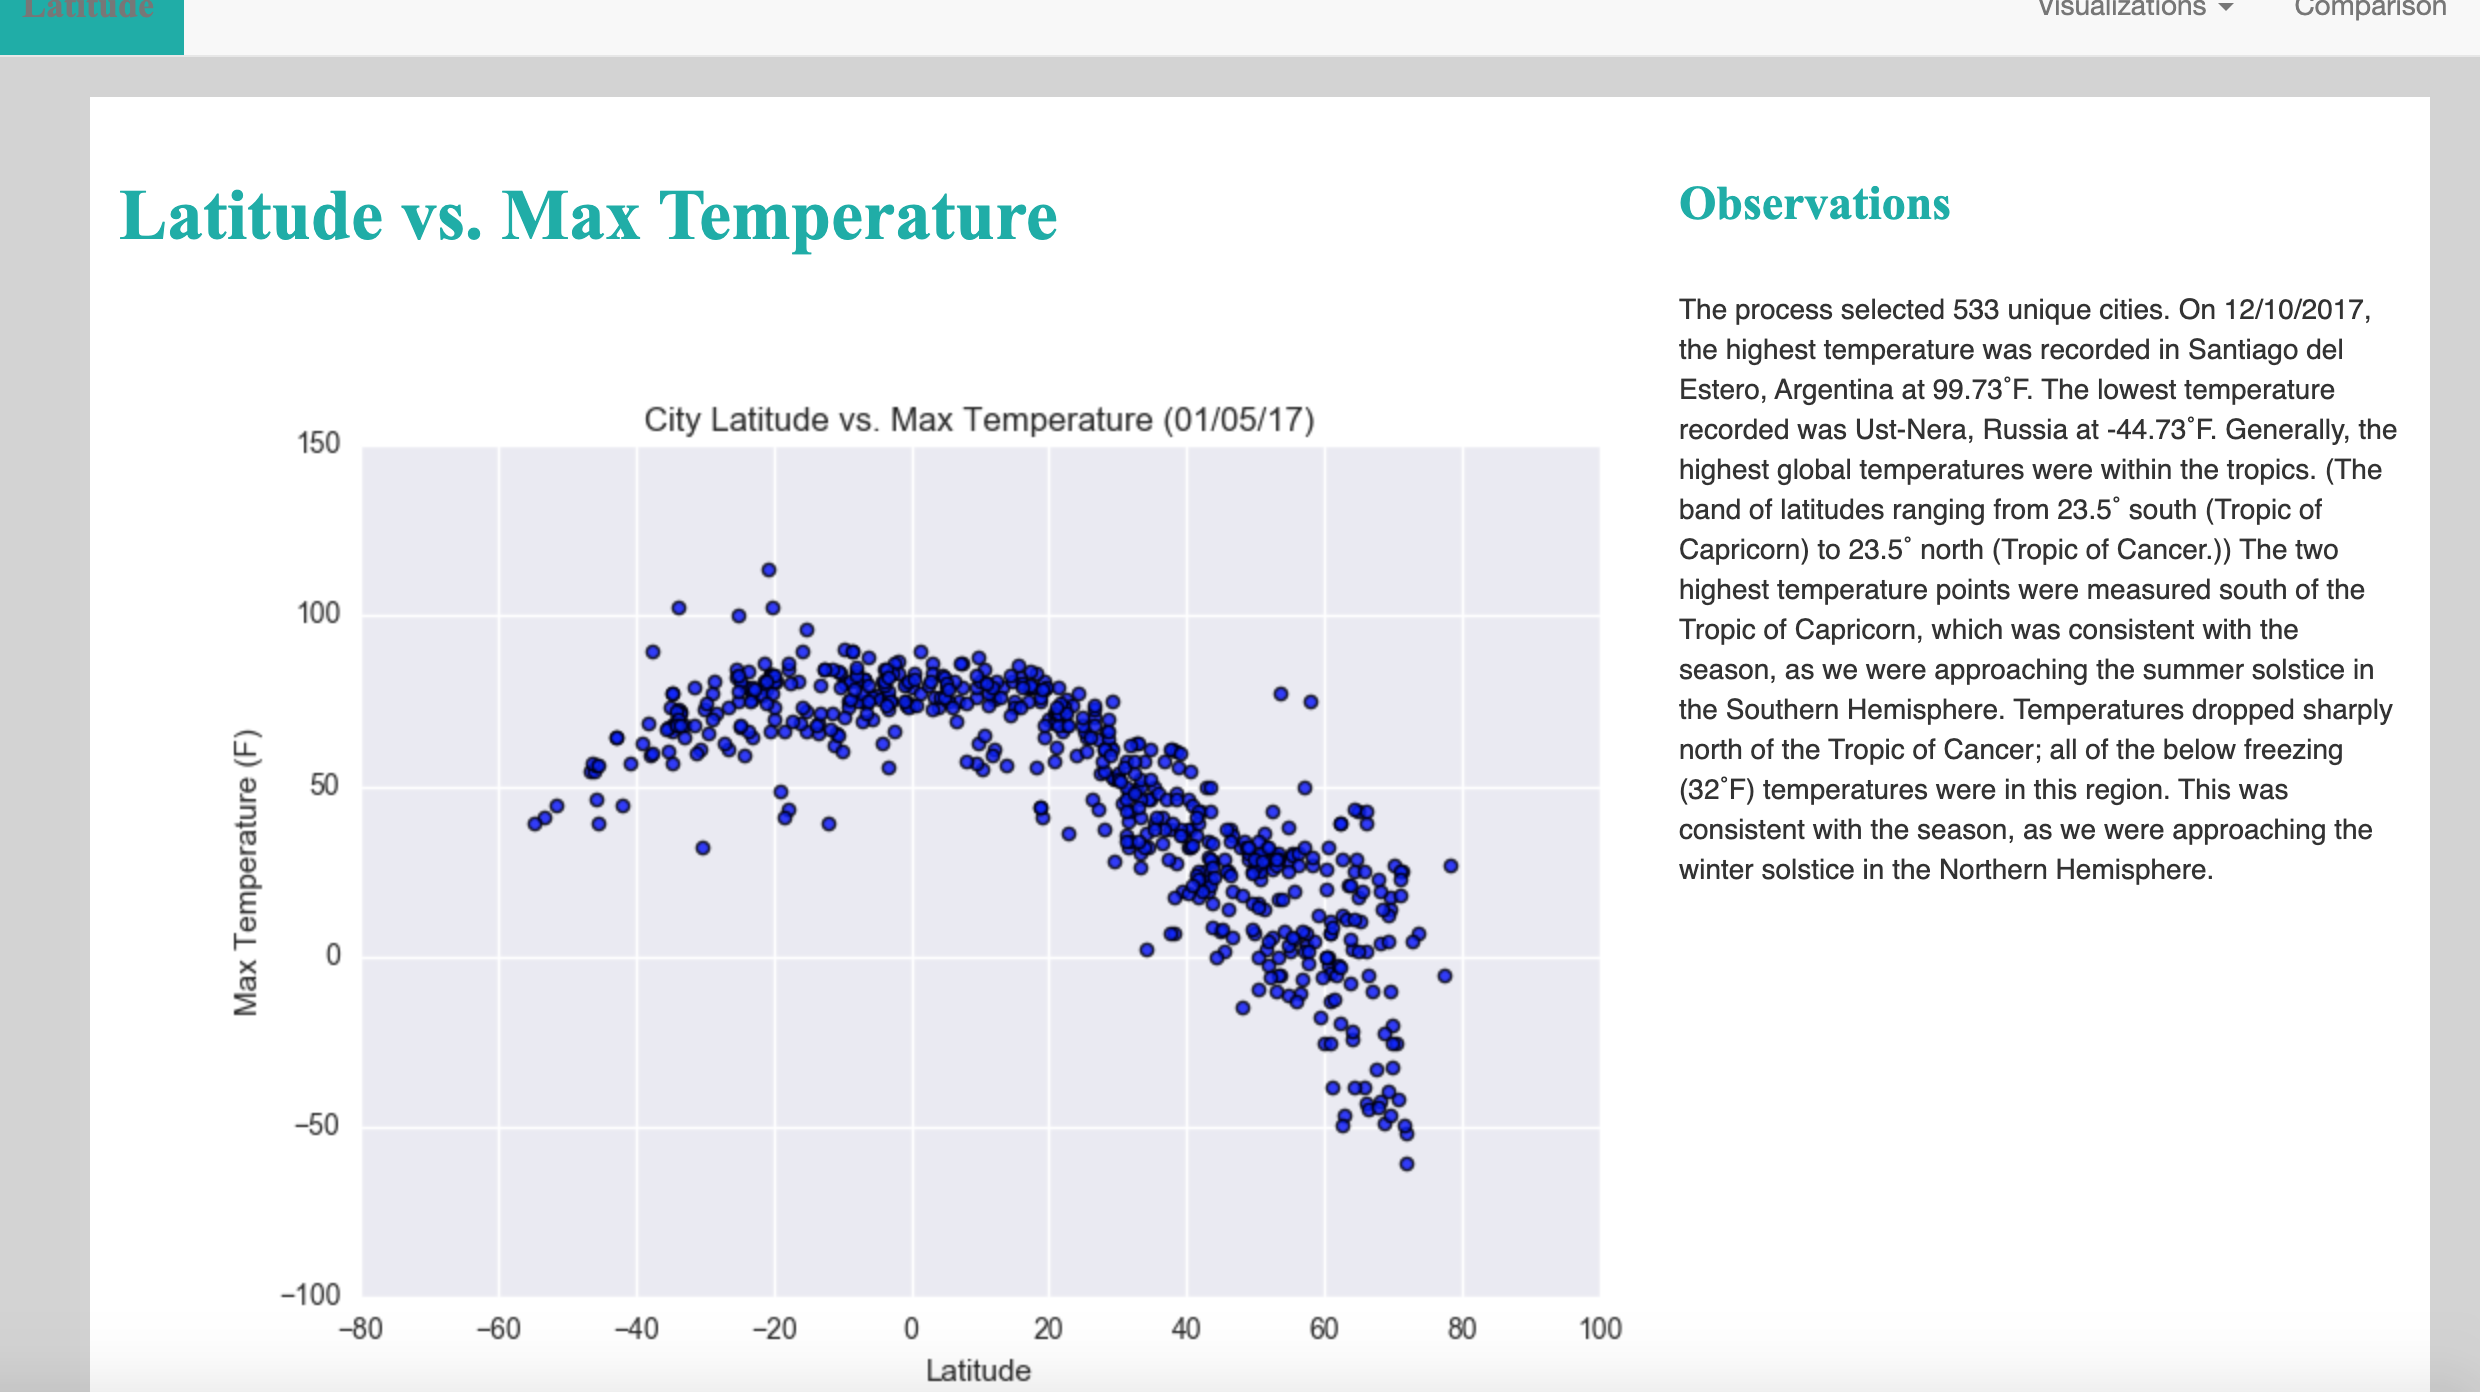 Latitude
Visualizations
Comparison
Latitude vs. Max Temperature
City Latitude vs. Max Temperature (01/05/17)
150
100
50
0
−50
−100
Max Temperature (F)
−80
−60
−40
−20
0
20
40
60
80
100
Latitude
Observations
The process selected 533 unique cities. On 12/10/2017,
the highest temperature was recorded in Santiago del
Estero, Argentina at 99.73˚F. The lowest temperature
recorded was Ust-Nera, Russia at -44.73˚F. Generally, the
highest global temperatures were within the tropics. (The
band of latitudes ranging from 23.5˚ south (Tropic of
Capricorn) to 23.5˚ north (Tropic of Cancer.)) The two
highest temperature points were measured south of the
Tropic of Capricorn, which was consistent with the
season, as we were approaching the summer solstice in
the Southern Hemisphere. Temperatures dropped sharply
north of the Tropic of Cancer; all of the below freezing
(32˚F) temperatures were in this region. This was
consistent with the season, as we were approaching the
winter solstice in the Northern Hemisphere.